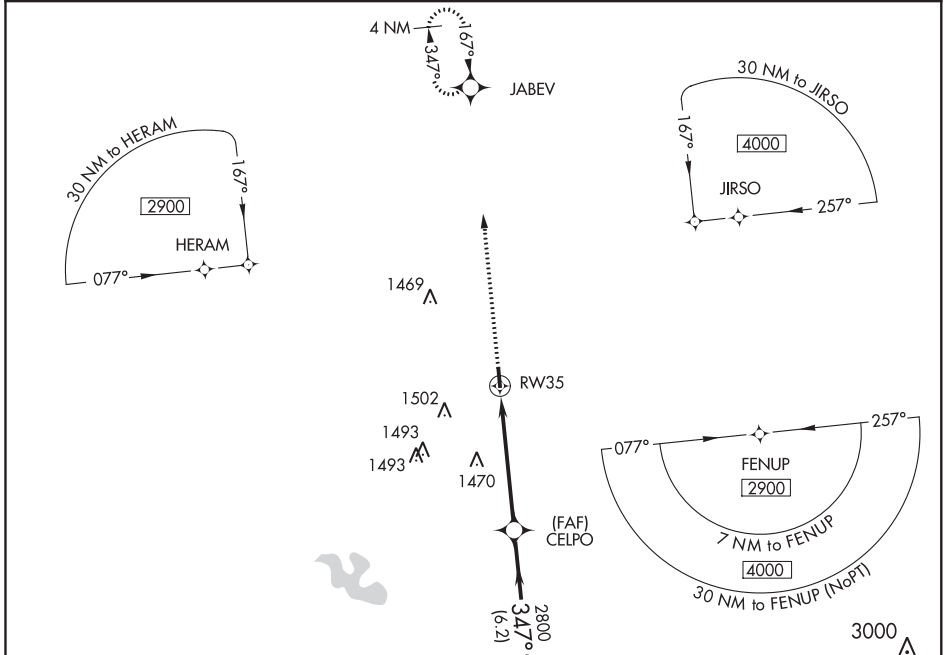 4 NM
167°
347°
JABEV
30 NM to HERAM
167°
2900
HERAM
077°
30 NM to JIRSO
167°
4000
JIRSO
257°
1469
RW35
1502
1493
1493
1470
(FAF)
CELPO
077°
257°
FENUP
2900
7 NM to FENUP
4000
30 NM to FENUP (NoPT)
2800
347°
(6.2)
3000